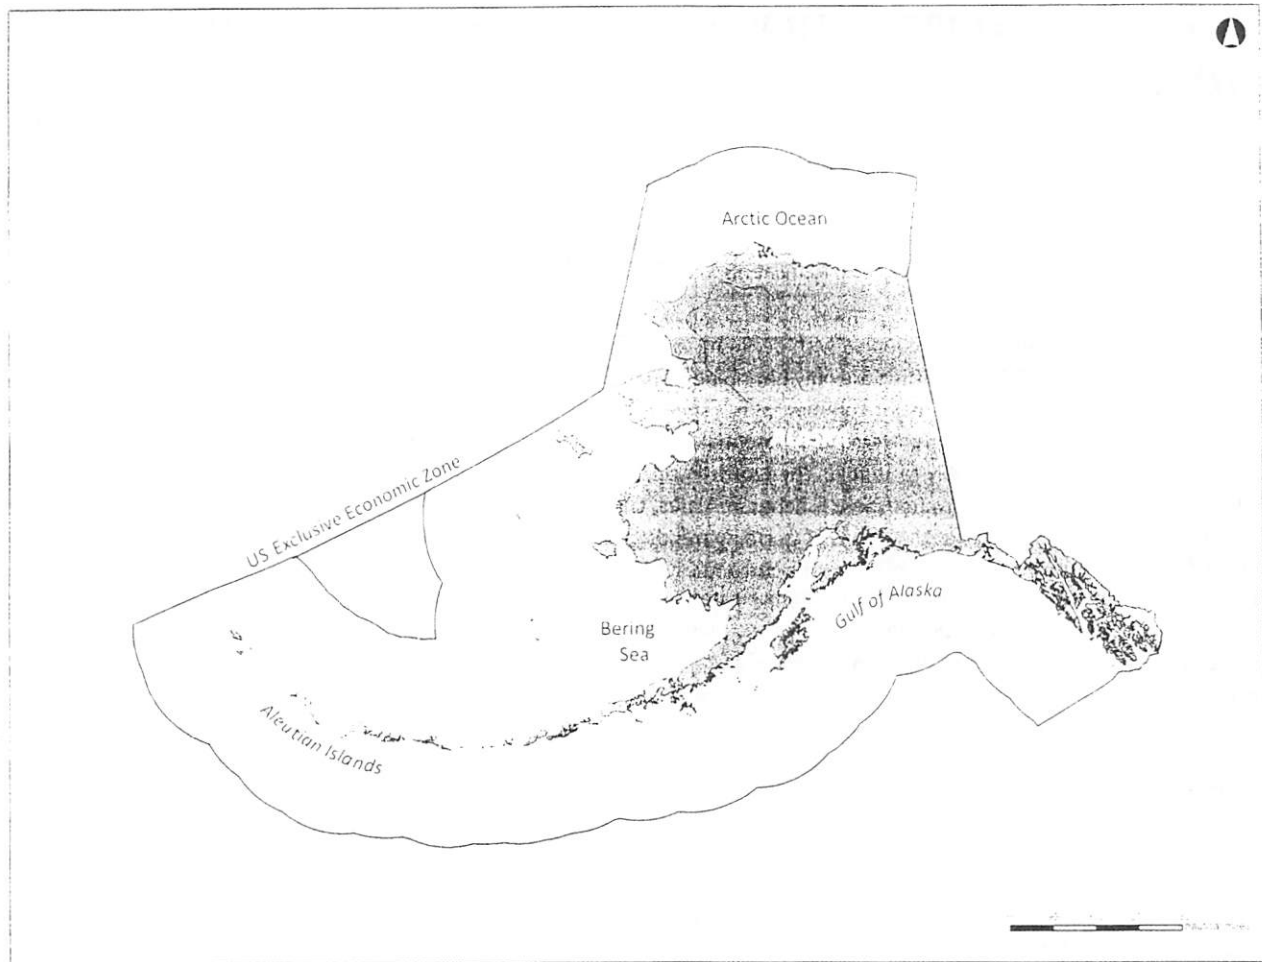 Arctic Ocean
US Exclusive Economic Zone
Gulf of Alaska
Bering
Sea
Aleutian Islands